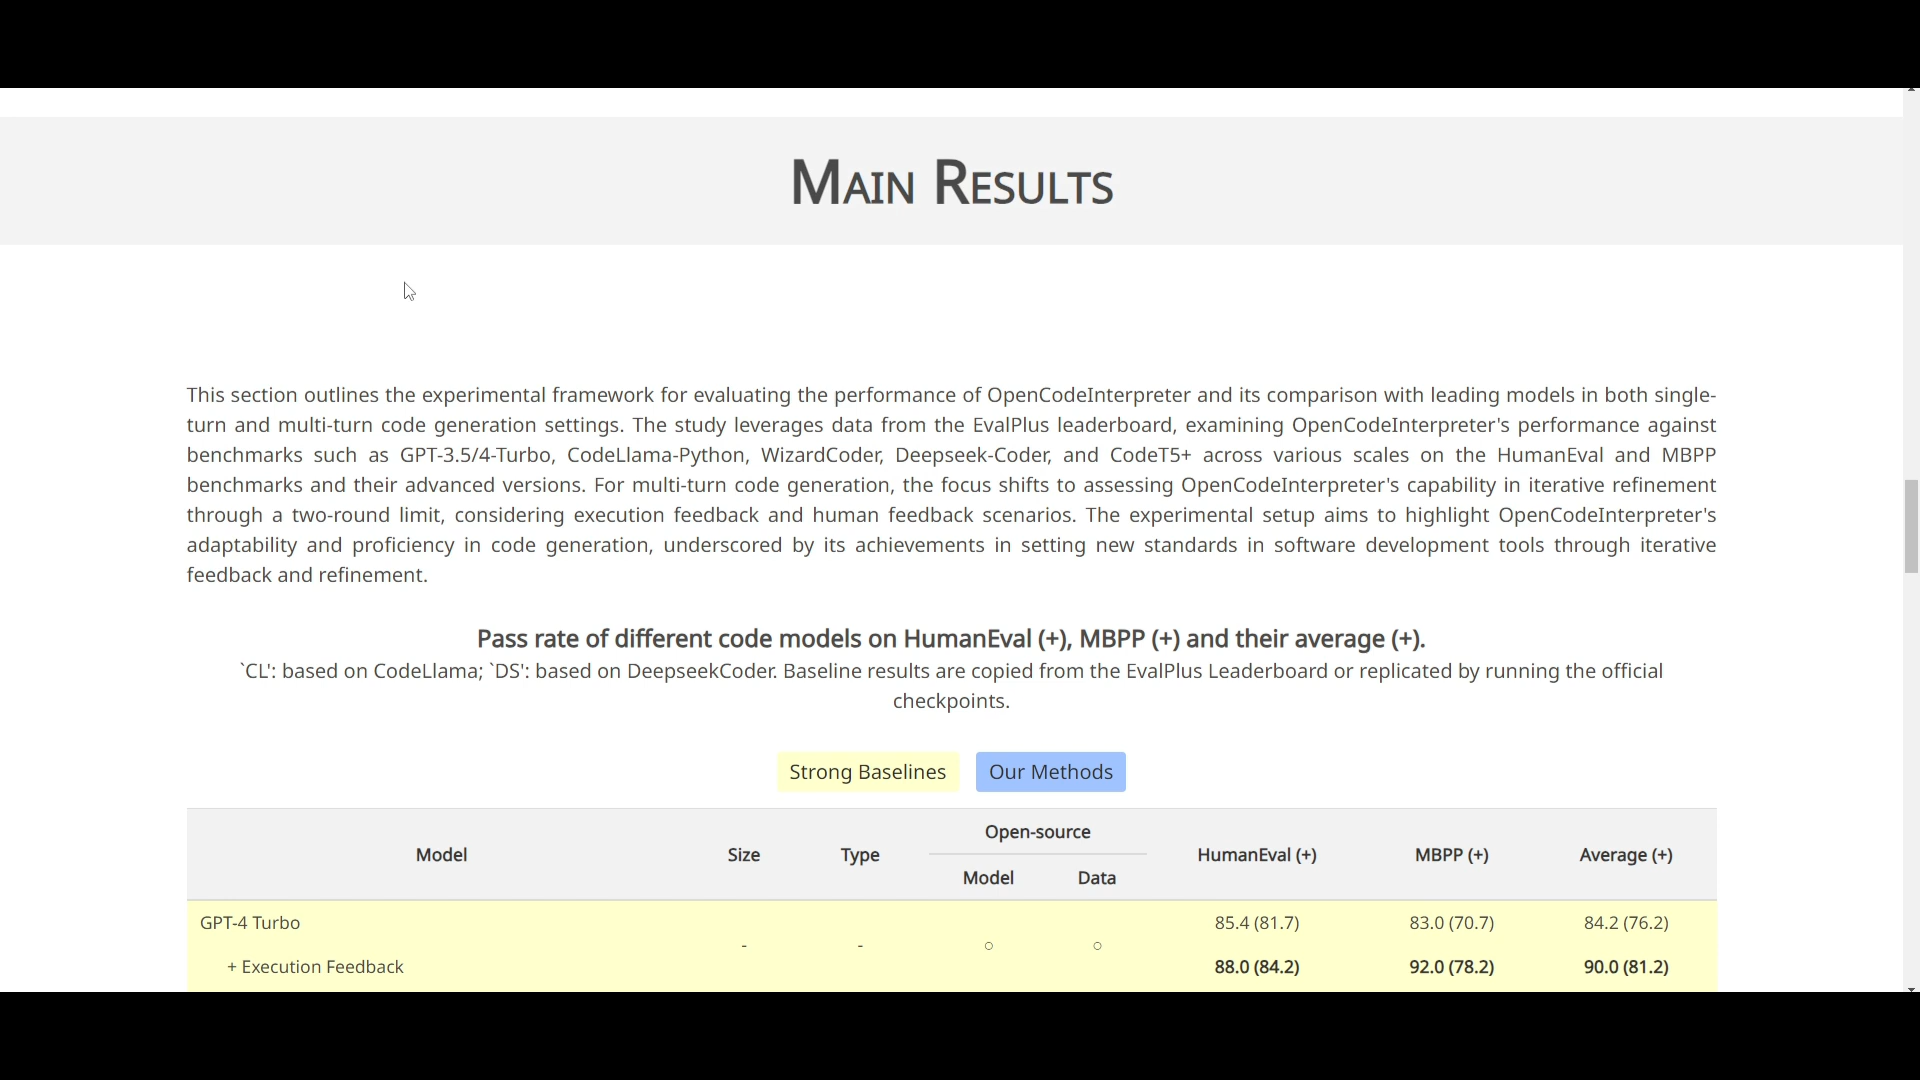 Main Results
This section outlines the experimental framework for evaluating the performance of OpenCodeInterpreter and its comparison with leading models in both single-
turn and multi-turn code generation settings. The study leverages data from the EvalPlus leaderboard, examining OpenCodeInterpreter's performance against
benchmarks such as GPT-3.5/4-Turbo, CodeLlama-Python, WizardCoder, Deepseek-Coder, and CodeT5+ across various scales on the HumanEval and MBPP
benchmarks and their advanced versions. For multi-turn code generation, the focus shifts to assessing OpenCodeInterpreter's capability in iterative refinement
through a two-round limit, considering execution feedback and human feedback scenarios. The experimental setup aims to highlight OpenCodeInterpreter's
adaptability and proficiency in code generation, underscored by its achievements in setting new standards in software development tools through iterative
feedback and refinement.
Pass rate of different code models on HumanEval (+), MBPP (+) and their average (+).
`CL': based on CodeLlama; `DS': based on DeepseekCoder. Baseline results are copied from the EvalPlus Leaderboard or replicated by running the official
checkpoints.
Strong Baselines Our Methods
Model Size Type Open-source HumanEval (+) MBPP (+) Average (+)
Model Data
GPT-4 Turbo - - ○ ○ 85.4 (81.7) 83.0 (70.7) 84.2 (76.2)
+ Execution Feedback 88.0 (84.2) 92.0 (78.2) 90.0 (81.2)